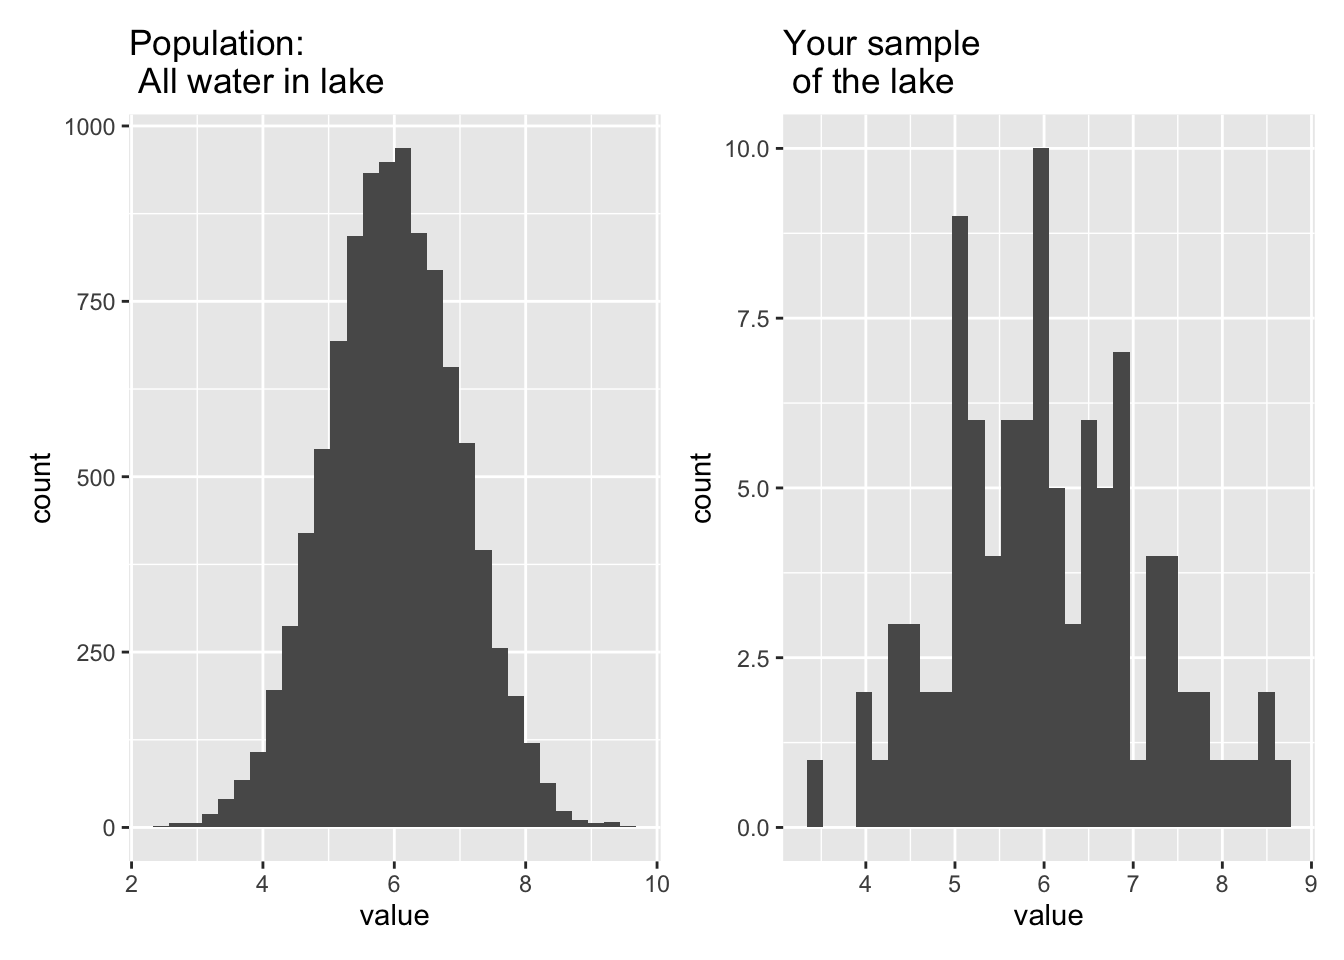 Population:
All water in lake
1000
750
500
250
0
count
2 4 6 8 10
value
Your sample
of the lake
10.0
7.5
5.0
2.5
0.0
count
4 5 6 7 8 9
value